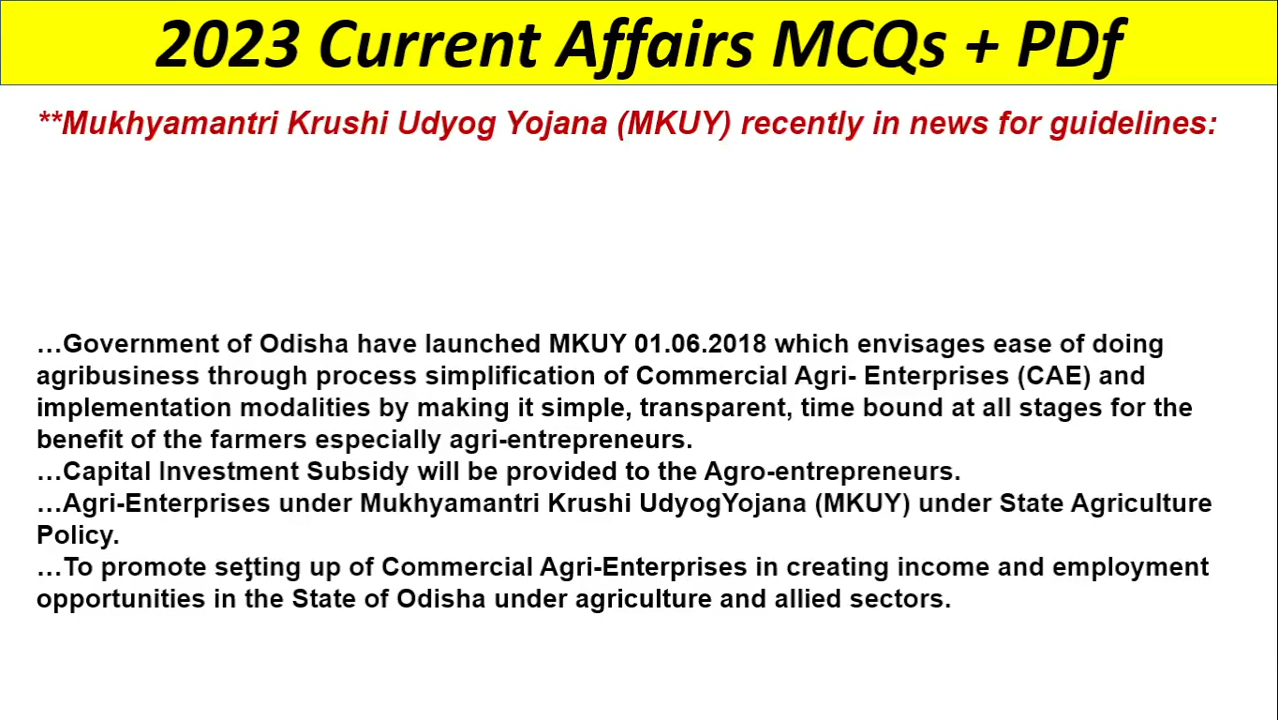 2023 Current Affairs MCQs + PDf
**Mukhyamantri Krushi Udyog Yojana (MKUY) recently in news for guidelines:
…Government of Odisha have launched MKUY 01.06.2018 which envisages ease of doing
agribusiness through process simplification of Commercial Agri- Enterprises (CAE) and
implementation modalities by making it simple, transparent, time bound at all stages for the
benefit of the farmers especially agri-entrepreneurs.
…Capital Investment Subsidy will be provided to the Agro-entrepreneurs.
…Agri-Enterprises under Mukhyamantri Krushi UdyogYojana (MKUY) under State Agriculture
Policy.
…To promote setting up of Commercial Agri-Enterprises in creating income and employment
opportunities in the State of Odisha under agriculture and allied sectors.